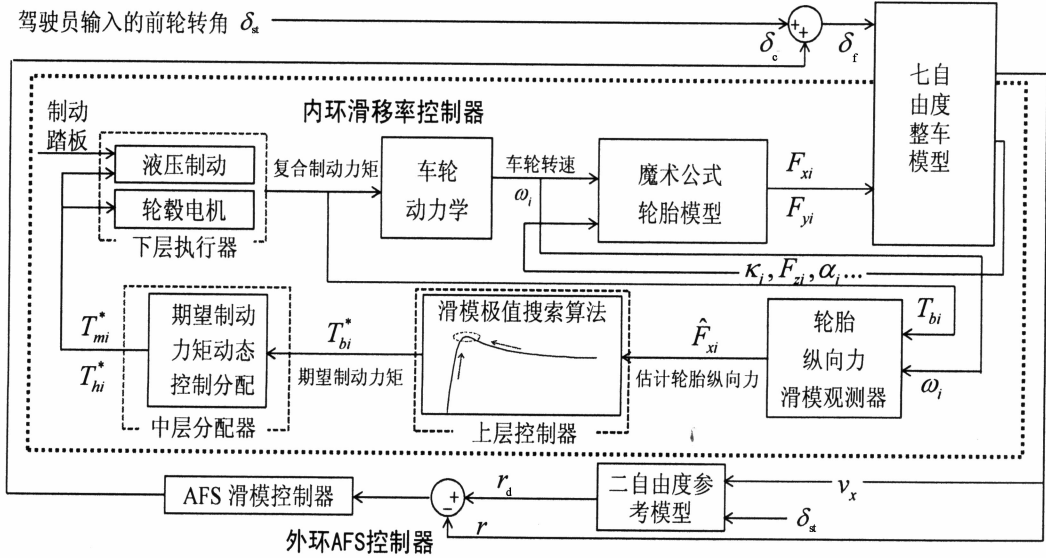 驾驶员输入的前轮转角 δst
δc
δf
七自
由度
整车
模型
内环滑移率控制器
制动
踏板
液压制动
轮毂电机
下层执行器
复合制动力矩
车轮
动力学
车轮转速
ωi
魔术公式
轮胎模型
Fxi
Fyi
κi, Fzi, αi...
期望制动
力矩动态
控制分配
中层分配器
T*mi
T*hi
T*bi
期望制动力矩
滑模极值搜索算法
上层控制器
F̂xi
估计轮胎纵向力
轮胎
纵向力
滑模观测器
Tbi
ωi
AFS 滑模控制器
外环AFS控制器
rd
r
二自由度参
考模型
vx
δst